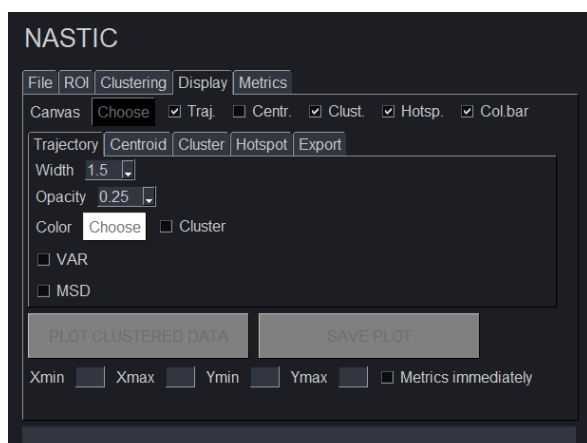 NASTIC
File ROI Clustering Display Metrics
Canvas Choose Traj. Centr. Clust. Hotsp. Col.bar
Trajectory Centroid Cluster Hotspot Export
Width 1.5
Opacity 0.25
Color Choose Cluster
VAR
MSD
PLOT CLUSTERED DATA SAVE PLOT
Xmin Xmax Ymin Ymax Metrics immediately